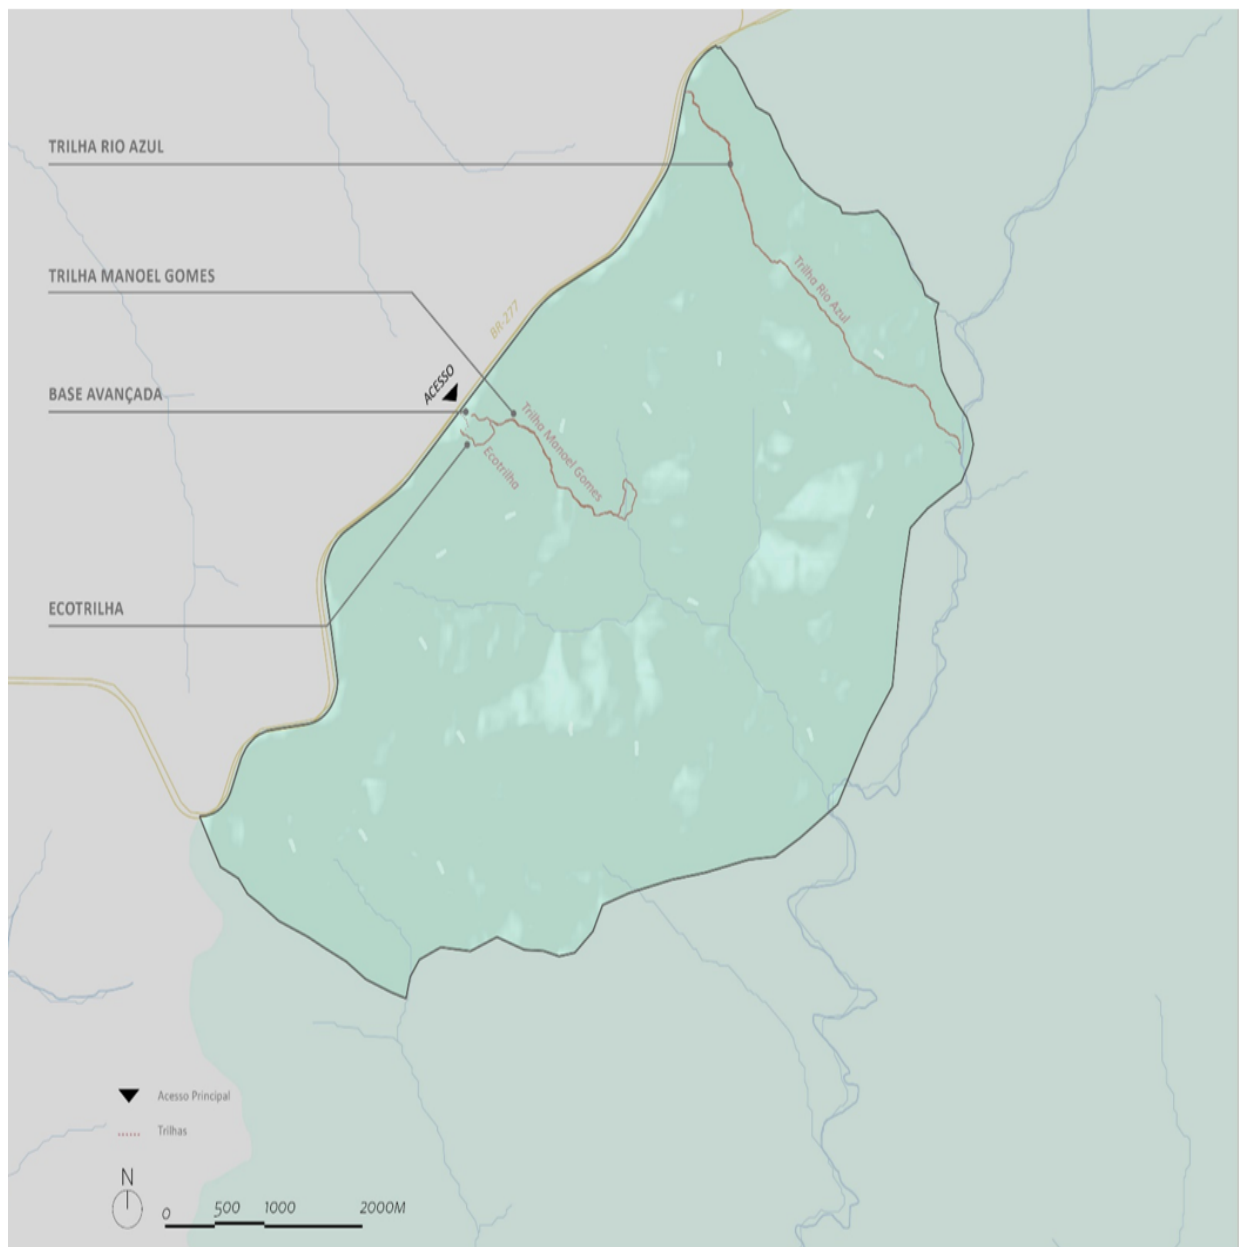 TRILHA RIO AZUL
TRILHA MANOEL GOMES
BASE AVANÇADA
ECOTRILHA
BR-277
ACESSO
Trilha Rio Azul
Trilha Manoel Gomes
Ecotrilha
Acesso Principal
Trilhas
N
0 500 1000 2000M